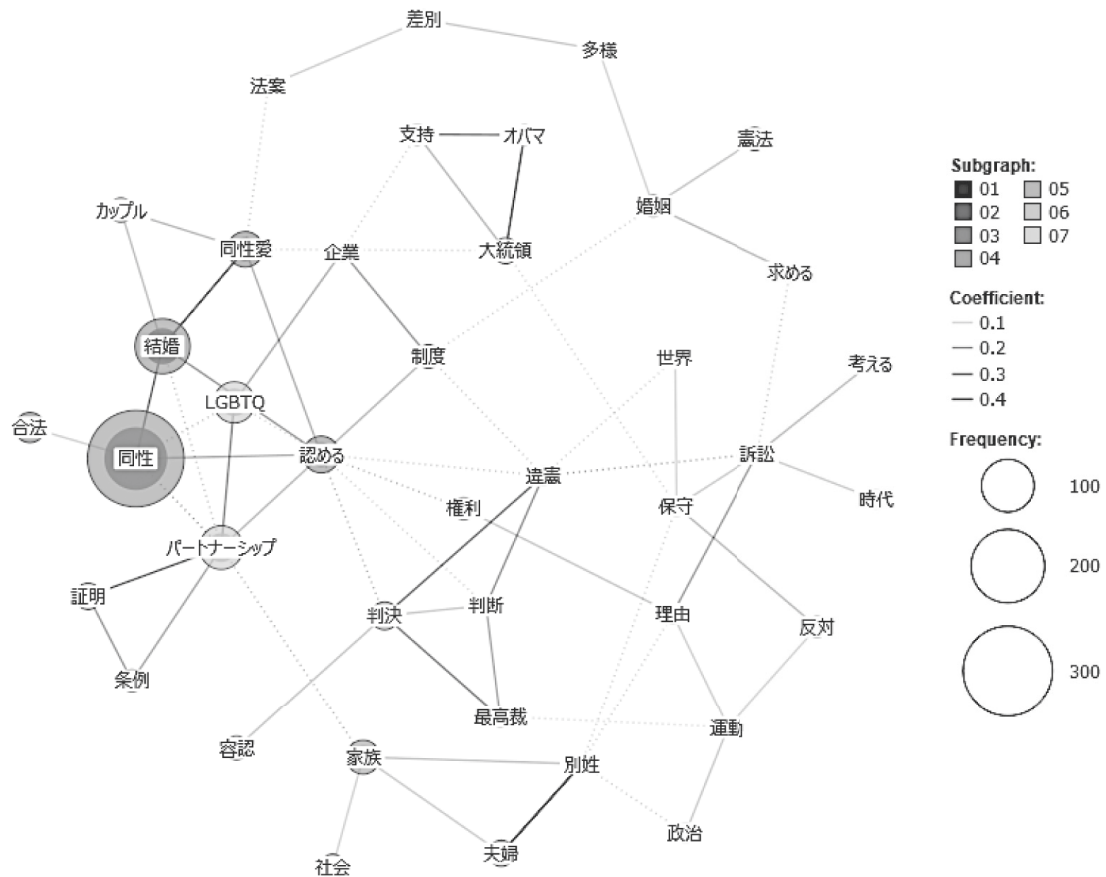 差別
多様
法案
支持
オバマ
憲法
カップル
婚姻
同性愛
企業
大統領
求める
結婚
制度
世界
考える
LGBTQ
合法
同性
認める
違憲
訴訟
権利
保守
時代
パートナーシップ
証明
判決
判断
理由
反対
条例
最高裁
運動
容認
家族
別姓
政治
夫婦
社会
Subgraph:
01 05
02 06
03 07
04
Coefficient:
0.1
0.2
0.3
0.4
Frequency:
100
200
300